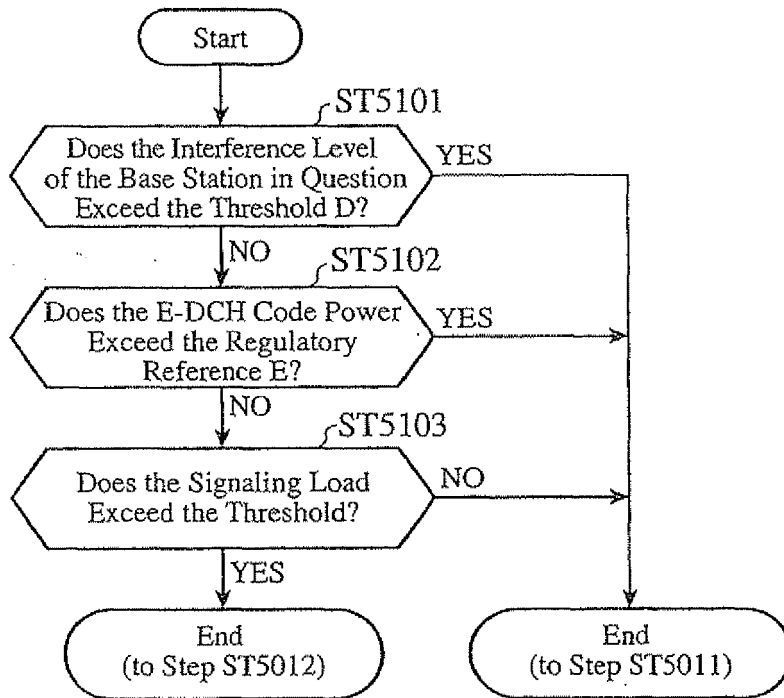 Start
ST5101
Does the Interference Level
of the Base Station in Question
Exceed the Threshold D?
YES
NO
ST5102
Does the E-DCH Code Power
Exceed the Regulatory
Reference E?
YES
NO
ST5103
Does the Signaling Load
Exceed the Threshold?
NO
YES
End
(to Step ST5012)
End
(to Step ST5011)